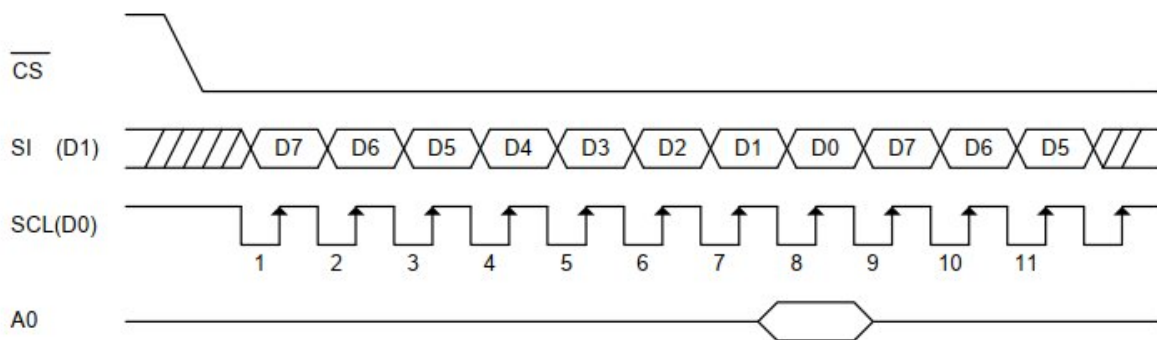 CS
SI (D1) D7 D6 D5 D4 D3 D2 D1 D0 D7 D6 D5
SCL(D0)
1 2 3 4 5 6 7 8 9 10 11
A0